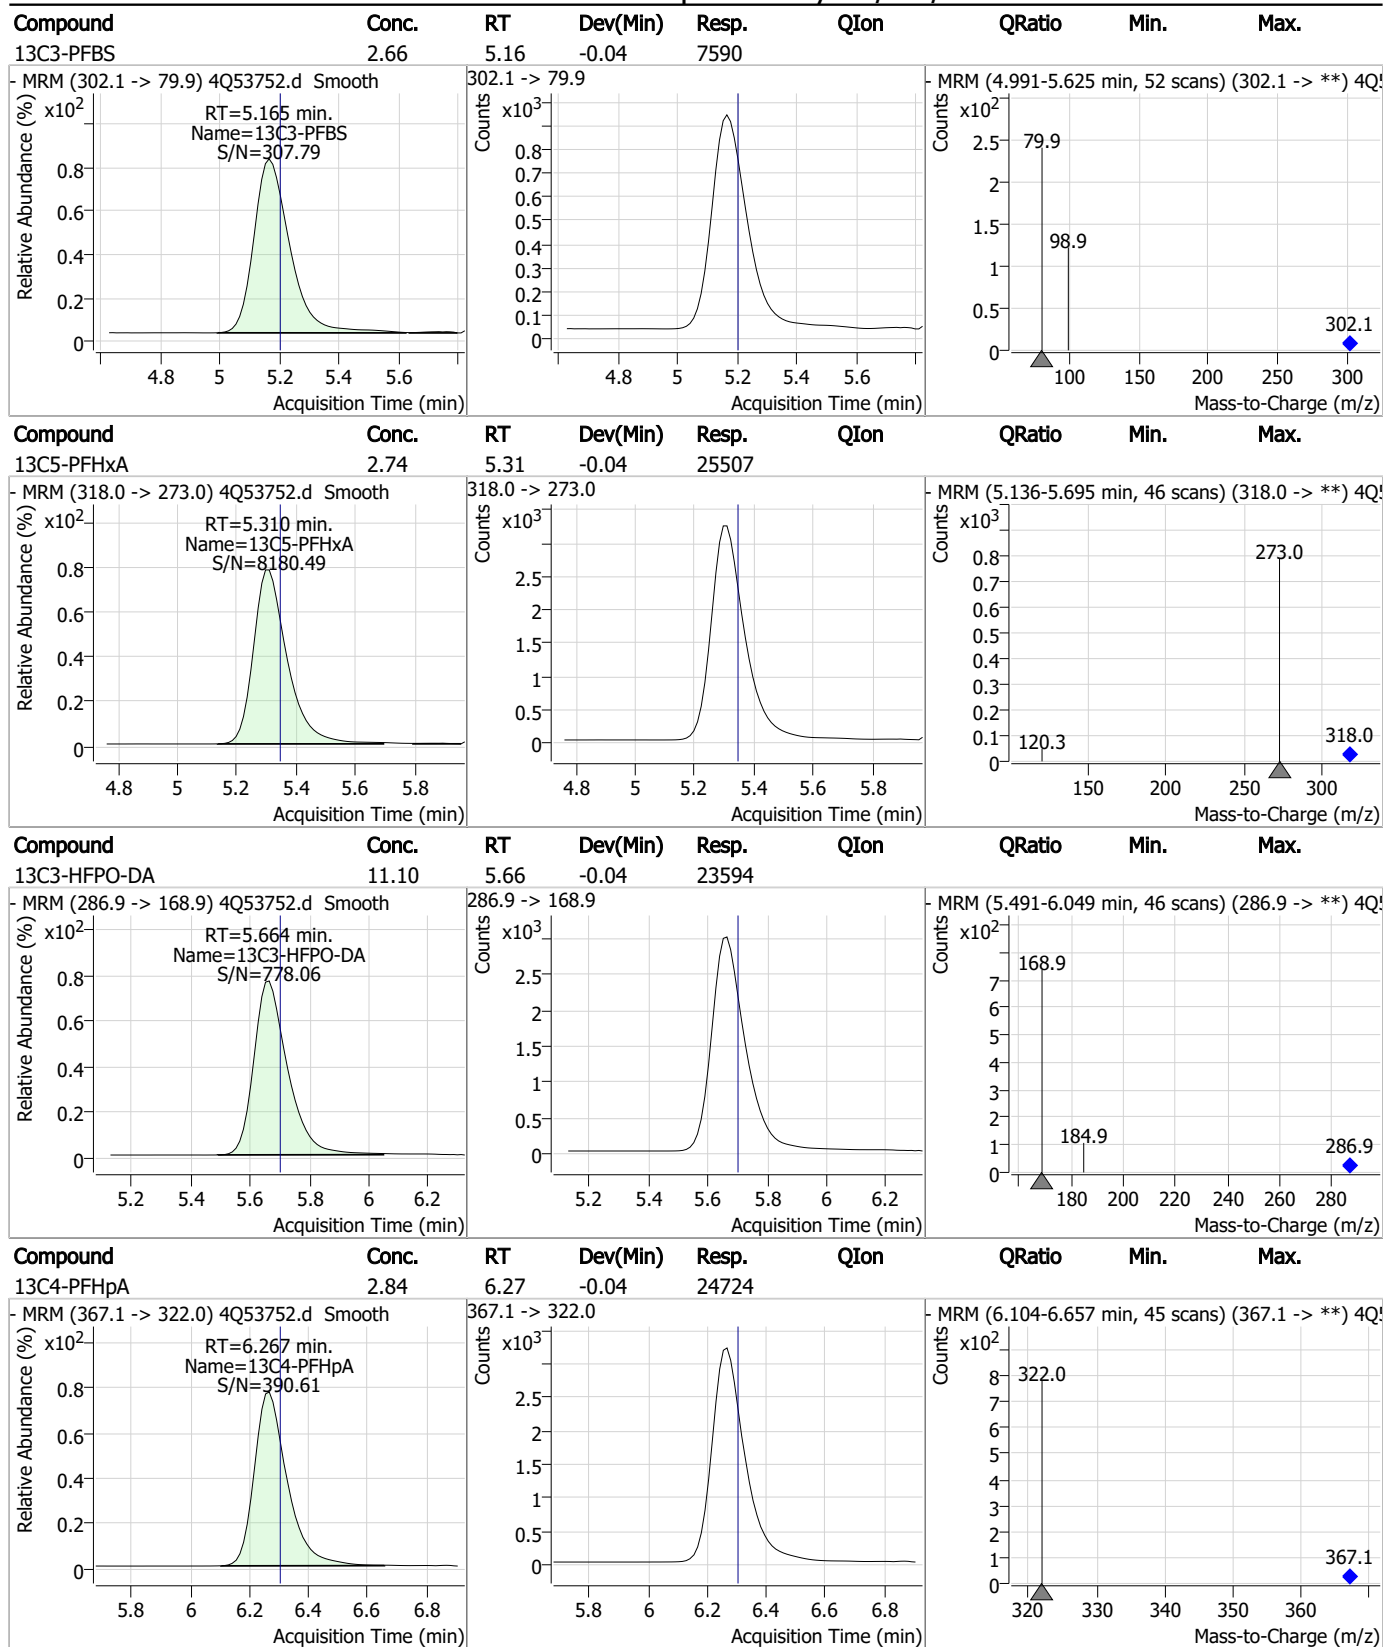 Compound Conc. RT Dev(Min) Resp. QIon QRatio Min. Max.
13C3-PFBS 2.66 5.16 -0.04 7590
- MRM (302.1 -> 79.9) 4Q53752.d Smooth
x10²
Relative Abundance (%)
RT=5.165 min.
Name=13C3-PFBS
S/N=307.79
0.8
0.6
0.4
0.2
0
4.8 5 5.2 5.4 5.6
Acquisition Time (min)
302.1 -> 79.9
Counts
x10³
0.8
0.7
0.6
0.5
0.4
0.3
0.2
0.1
0
4.8 5 5.2 5.4 5.6
Acquisition Time (min)
- MRM (4.991-5.625 min, 52 scans) (302.1 -> **) 4Q5
Counts
x10²
2.5
2
1.5
1
0.5
0
79.9
98.9
302.1
100 150 200 250 300
Mass-to-Charge (m/z)
Compound Conc. RT Dev(Min) Resp. QIon QRatio Min. Max.
13C5-PFHxA 2.74 5.31 -0.04 25507
- MRM (318.0 -> 273.0) 4Q53752.d Smooth
x10²
Relative Abundance (%)
RT=5.310 min.
Name=13C5-PFHxA
S/N=8180.49
0.8
0.6
0.4
0.2
0
4.8 5 5.2 5.4 5.6 5.8
Acquisition Time (min)
318.0 -> 273.0
Counts
x10³
2.5
2
1.5
1
0.5
0
4.8 5 5.2 5.4 5.6 5.8
Acquisition Time (min)
- MRM (5.136-5.695 min, 46 scans) (318.0 -> **) 4Q5
Counts
x10³
0.8
0.7
0.6
0.5
0.4
0.3
0.2
0.1
0
273.0
120.3
318.0
150 200 250 300
Mass-to-Charge (m/z)
Compound Conc. RT Dev(Min) Resp. QIon QRatio Min. Max.
13C3-HFPO-DA 11.10 5.66 -0.04 23594
- MRM (286.9 -> 168.9) 4Q53752.d Smooth
x10²
Relative Abundance (%)
RT=5.664 min.
Name=13C3-HFPO-DA
S/N=778.06
0.8
0.6
0.4
0.2
0
5.2 5.4 5.6 5.8 6 6.2
Acquisition Time (min)
286.9 -> 168.9
Counts
x10³
2.5
2
1.5
1
0.5
0
5.2 5.4 5.6 5.8 6 6.2
Acquisition Time (min)
- MRM (5.491-6.049 min, 46 scans) (286.9 -> **) 4Q5
Counts
x10²
7
6
5
4
3
2
1
0
168.9
184.9
286.9
180 200 220 240 260 280
Mass-to-Charge (m/z)
Compound Conc. RT Dev(Min) Resp. QIon QRatio Min. Max.
13C4-PFHpA 2.84 6.27 -0.04 24724
- MRM (367.1 -> 322.0) 4Q53752.d Smooth
x10²
Relative Abundance (%)
RT=6.267 min.
Name=13C4-PFHpA
S/N=390.61
0.8
0.6
0.4
0.2
0
5.8 6 6.2 6.4 6.6 6.8
Acquisition Time (min)
367.1 -> 322.0
Counts
x10³
2.5
2
1.5
1
0.5
0
5.8 6 6.2 6.4 6.6 6.8
Acquisition Time (min)
- MRM (6.104-6.657 min, 45 scans) (367.1 -> **) 4Q5
Counts
x10²
8
7
6
5
4
3
2
1
0
322.0
367.1
320 330 340 350 360
Mass-to-Charge (m/z)